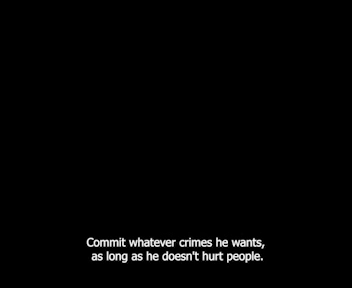 Commit whatever crimes he wants,
as long as he doesn't hurt people.